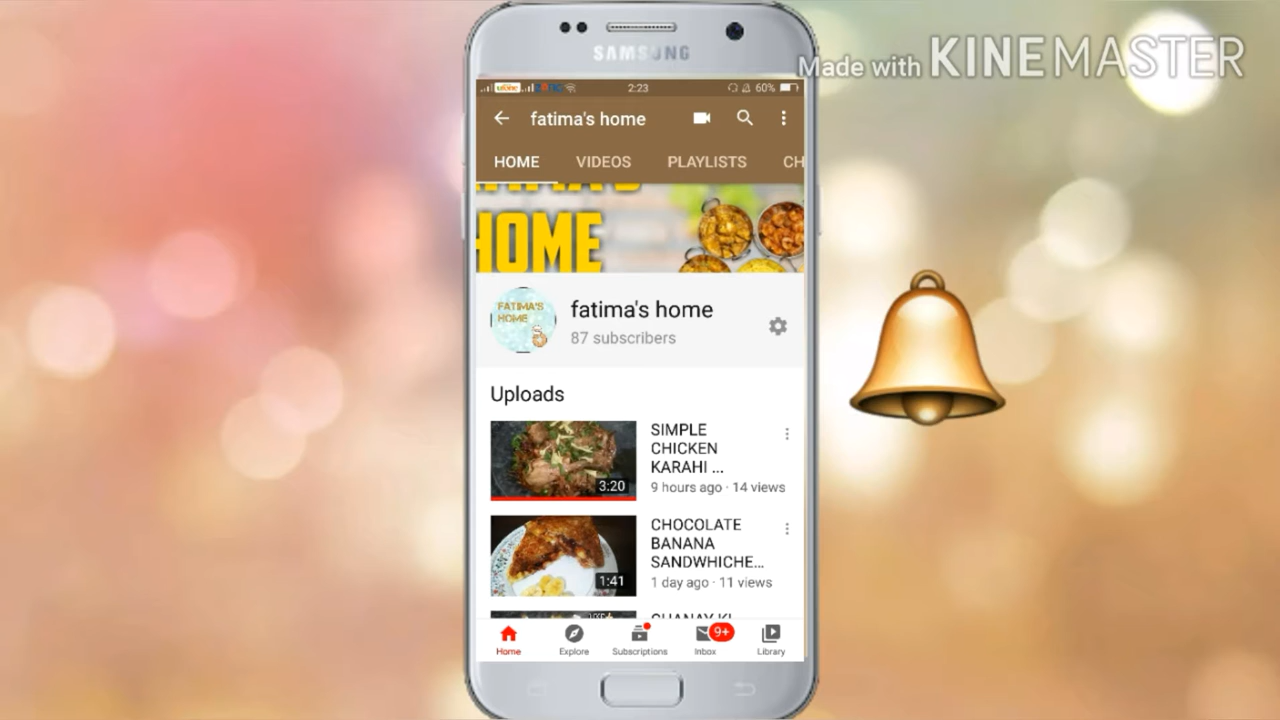 Made with KINEMASTER
SAMSUNG
ufone
2:23
60%
fatima's home
HOME VIDEOS PLAYLISTS CH
HOME
FATIMA'S
HOME
fatima's home
87 subscribers
Uploads
3:20
SIMPLE
CHICKEN
KARAHI ...
9 hours ago · 14 views
1:41
CHOCOLATE
BANANA
SANDWHICHE...
1 day ago · 11 views
9+
Home Explore Subscriptions Inbox Library